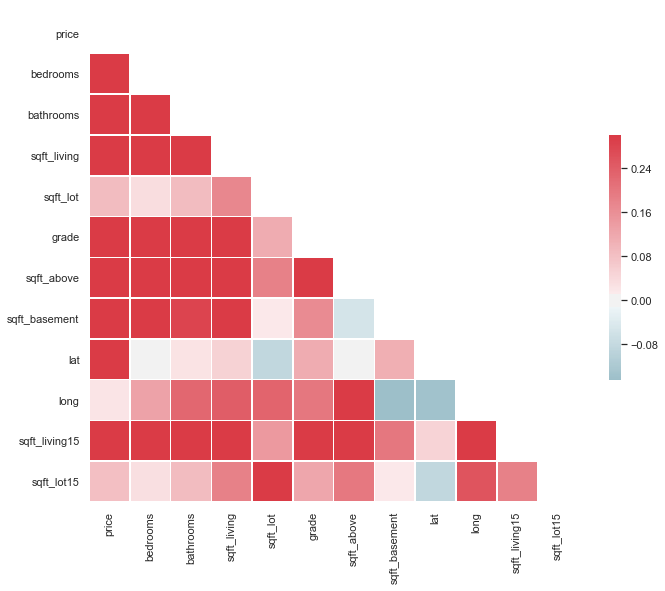 price
bedrooms
bathrooms
sqft_living
sqft_lot
grade
sqft_above
sqft_basement
lat
long
sqft_living15
sqft_lot15
price
bedrooms
bathrooms
sqft_living
sqft_lot
grade
sqft_above
sqft_basement
lat
long
sqft_living15
sqft_lot15
0.24
0.16
0.08
0.00
−0.08